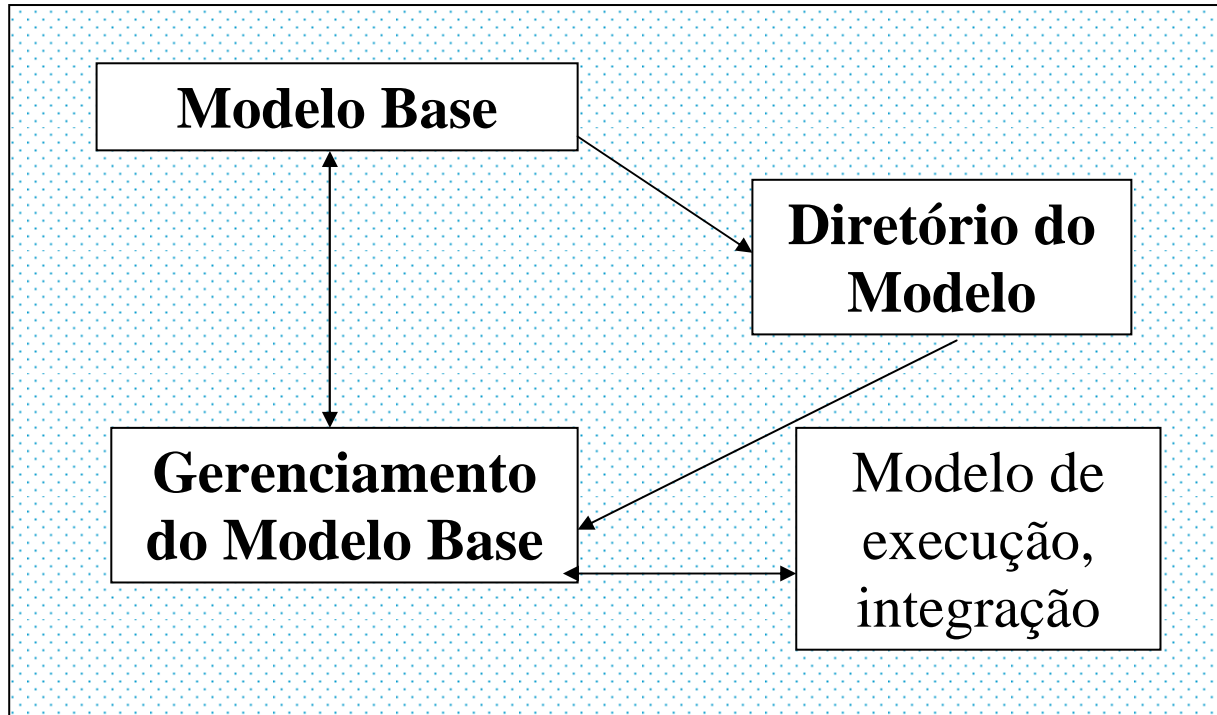 Modelo Base
Diretório do
Modelo
Gerenciamento
do Modelo Base
Modelo de
execução,
integração